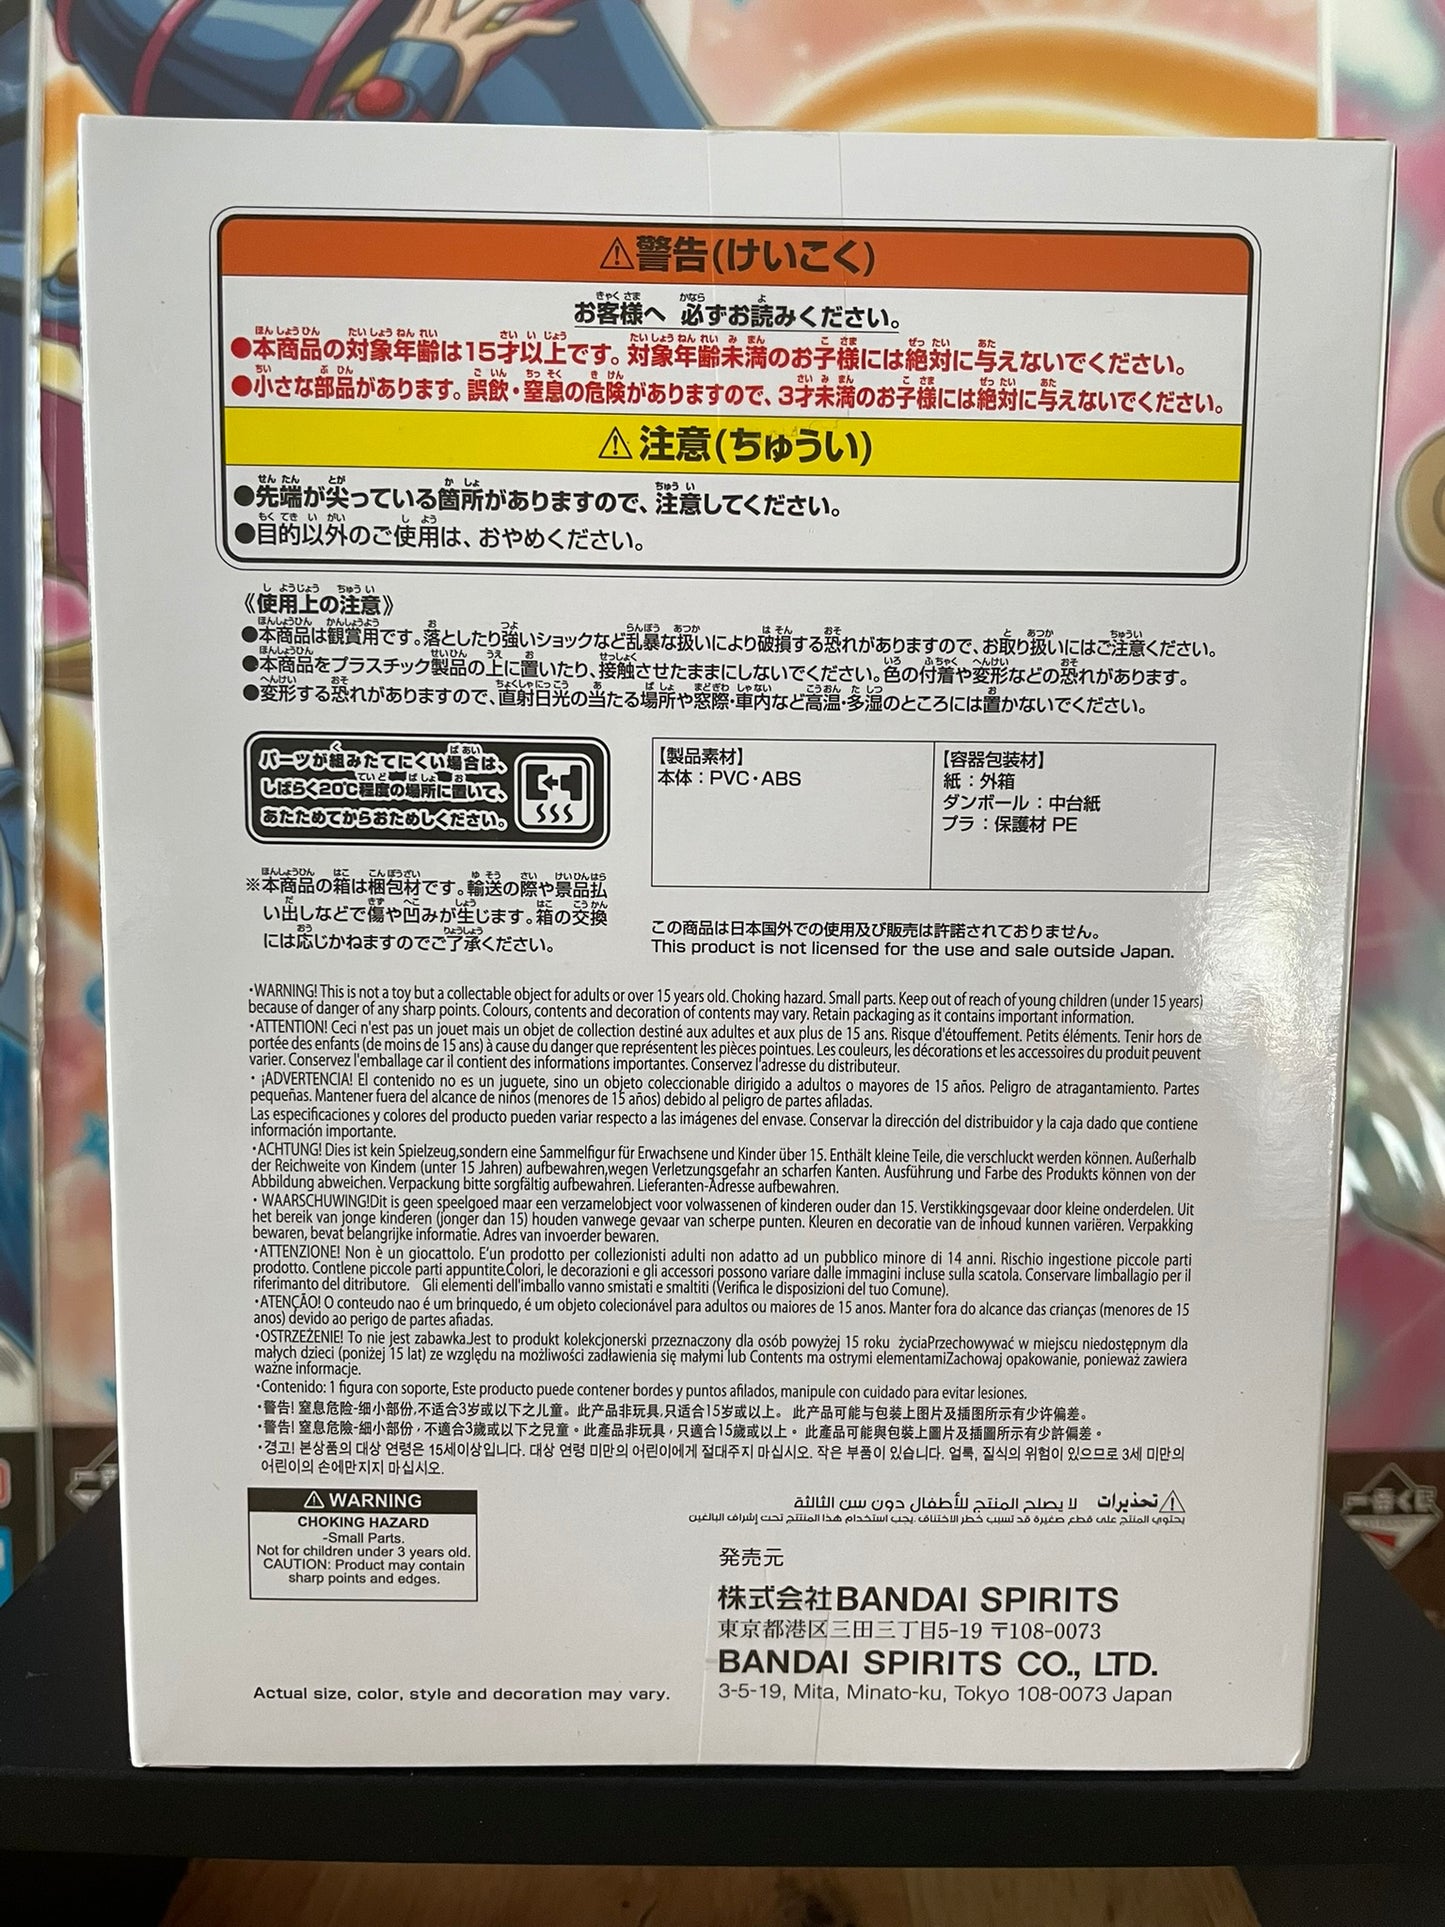 ⚠警告(けいこく)
お客様へ 必ずお読みください。
●本商品の対象年齢は15才以上です。対象年齢未満のお子様には絶対に与えないでください。
●小さな部品があります。誤飲・窒息の危険がありますので、3才未満のお子様には絶対に与えないでください。
⚠注意(ちゅうい)
●先端が尖っている箇所がありますので、注意してください。
●目的以外のご使用は、おやめください。
《使用上の注意》
●本商品は観賞用です。落としたり強いショックなど乱暴な扱いにより破損する恐れがありますので、お取り扱いにはご注意ください。
●本商品をプラスチック製品の上に置いたり、接触させたままにしないでください。色の付着や変形などの恐れがあります。
●変形する恐れがありますので、直射日光の当たる場所や窓際・車内など高温・多湿のところには置かないでください。
パーツが組みたてにくい場合は、
しばらく20℃程度の場所に置いて、
あたためてからおためしください。
【製品素材】
本体：PVC・ABS
【容器包装材】
紙：外箱
ダンボール：中台紙
プラ：保護材 PE
※本商品の箱は梱包材です。輸送の際や景品払
い出しなどで傷や凹みが生じます。箱の交換
には応じかねますのでご了承ください。
この商品は日本国外での使用及び販売は許諾されておりません。
This product is not licensed for the use and sale outside Japan.
・WARNING! This is not a toy but a collectable object for adults or over 15 years old. Choking hazard. Small parts. Keep out of reach of young children (under 15 years)
because of danger of any sharp points. Colours, contents and decoration of contents may vary. Retain packaging as it contains important information.
・ATTENTION! Ceci n'est pas un jouet mais un objet de collection destiné aux adultes et aux plus de 15 ans. Risque d'étouffement. Petits éléments. Tenir hors de
portée des enfants (de moins de 15 ans) à cause du danger que représentent les pièces pointues. Les couleurs, les décorations et les accessoires du produit peuvent
varier. Conservez l'emballage car il contient des informations importantes. Conservez l'adresse du distributeur.
・¡ADVERTENCIA! El contenido no es un juguete, sino un objeto coleccionable dirigido a adultos o mayores de 15 años. Peligro de atragantamiento. Partes
pequeñas. Mantener fuera del alcance de niños (menores de 15 años) debido al peligro de partes afiladas.
Las especificaciones y colores del producto pueden variar respecto a las imágenes del envase. Conservar la dirección del distribuidor y la caja dado que contiene
información importante.
・ACHTUNG! Dies ist kein Spielzeug,sondern eine Sammelfigur für Erwachsene und Kinder über 15. Enthält kleine Teile, die verschluckt werden können. Außerhalb
der Reichweite von Kindem (unter 15 Jahren) aufbewahren,wegen Verletzungsgefahr an scharfen Kanten. Ausführung und Farbe des Produkts können von der
Abbildung abweichen. Verpackung bitte sorgfältig aufbewahren. Lieferanten-Adresse aufbewahren.
・WAARSCHUWING!Dit is geen speelgoed maar een verzamelobject voor volwassenen of kinderen ouder dan 15. Verstikkingsgevaar door kleine onderdelen. Uit
het bereik van jonge kinderen (jonger dan 15) houden vanwege gevaar van scherpe punten. Kleuren en decoratie van de inhoud kunnen variëren. Verpakking
bewaren, bevat belangrijke informatie. Adres van invoerder bewaren.
・ATTENZIONE! Non è un giocattolo. E'un prodotto per collezionisti adulti non adatto ad un pubblico minore di 14 anni. Rischio ingestione piccole parti
prodotto. Contlene piccole parti appuntite.Colori, le decorazioni e gli accessori possono variare dalle immagini incluse sulla scatola. Conservare limballagio per il
riferimanto del ditributore. Gli elementi dell'imballo vanno smistati e smaltiti (Verifica le disposizioni del tuo Comune).
・ATENÇÃO! O conteudo nao é um brinquedo, é um objeto colecionável para adultos ou maiores de 15 anos. Manter fora do alcance das crianças (menores de 15
anos) devido ao perigo de partes afiadas.
・OSTRZEŻENIE! To nie jest zabawka.Jest to produkt kolekcjonerski przeznaczony dla osób powyżej 15 roku życiaPrzechowywać w miejscu niedostępnym dla
małych dzieci (poniżej 15 lat) ze względu na możliwości zadławienia się małymi lub Contents ma ostrymi elementamiZachowaj opakowanie, ponieważ zawiera
ważne informacje.
・Contenido: 1 figura con soporte, Este producto puede contener bordes y puntos afilados, manipule con cuidado para evitar lesiones.
・警告! 窒息危险-细小部份,不适合3岁或以下之儿童。此产品非玩具,只适合15岁或以上。 此产品可能与包装上图片及插图所示有少许偏差。
・警告! 窒息危險-細小部份，不適合3歲或以下之兒童。此產品非玩具，只適合15歲或以上。此產品可能與包裝上圖片及插圖所示有少許偏差。
・경고! 본상품의 대상 연령은 15세이상입니다. 대상 연령 미만의 어린이에게 절대주지 마십시오. 작은 부품이 있습니다. 얼룩, 질식의 위험이 있으므로 3세 미만의
어린이의 손에만지지 마십시오.
⚠ WARNING
CHOKING HAZARD
-Small Parts.
Not for children under 3 years old.
CAUTION: Product may contain
sharp points and edges.
⚠ تحذيرات لا يصلح المنتج للأطفال دون سن الثالثة
يحتوي المنتج على قطع صغيرة قد تسبب خطر الاختناق. يجب استخدام هذا المنتج تحت إشراف البالغين
発売元
株式会社BANDAI SPIRITS
東京都港区三田三丁目5-19 〒108-0073
BANDAI SPIRITS CO., LTD.
3-5-19, Mita, Minato-ku, Tokyo 108-0073 Japan
Actual size, color, style and decoration may vary.